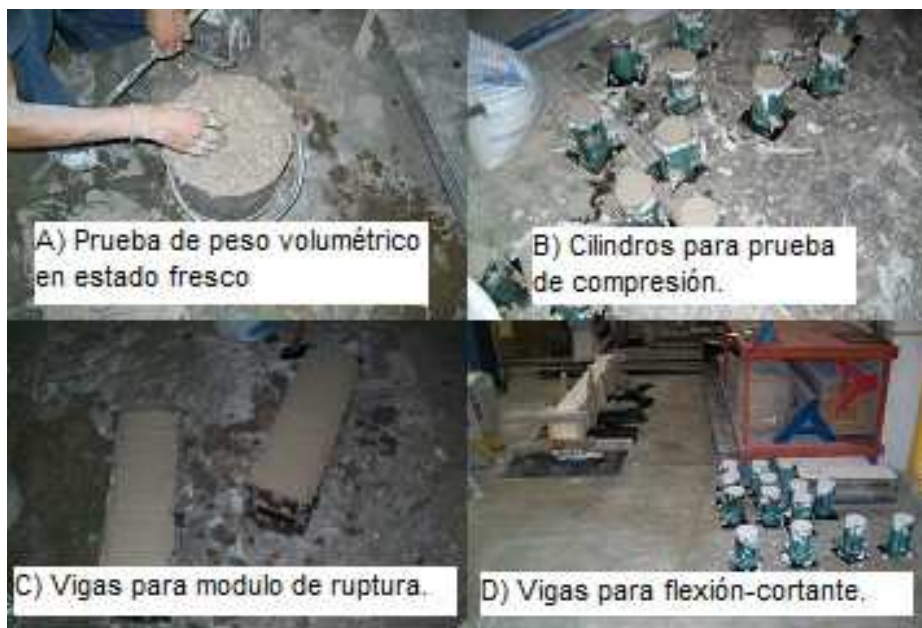 A) Prueba de peso volumétrico
en estado fresco
B) Cilindros para prueba
de compresión.
C) Vigas para modulo de ruptura.
D) Vigas para flexión-cortante.